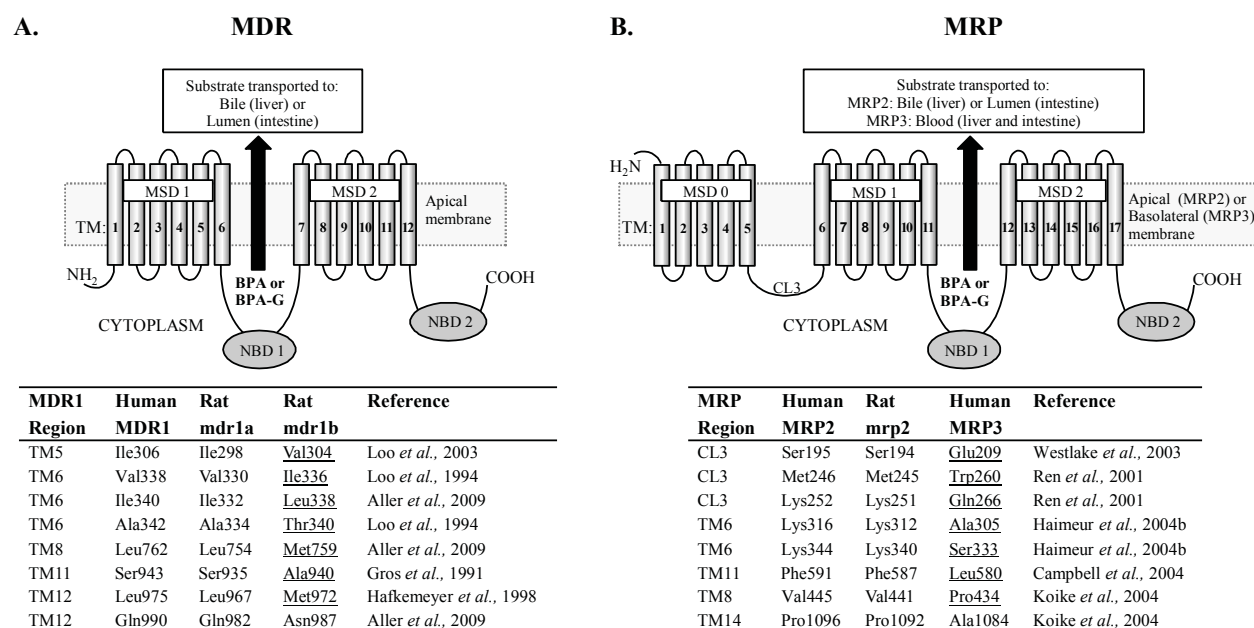 A. MDR
Substrate transported to:
Bile (liver) or
Lumen (intestine)
MSD 1
MSD 2
Apical
membrane
TM:
1 2 3 4 5 6
7 8 9 10 11 12
NH2
BPA or
BPA-G
COOH
CYTOPLASM
NBD 1
NBD 2
MDR1 Human Rat Rat Reference
Region MDR1 mdr1a mdr1b
TM5 Ile306 Ile298 Val304 Loo et al., 2003
TM6 Val338 Val330 Ile336 Loo et al., 1994
TM6 Ile340 Ile332 Leu338 Aller et al., 2009
TM6 Ala342 Ala334 Thr340 Loo et al., 1994
TM8 Leu762 Leu754 Met759 Aller et al., 2009
TM11 Ser943 Ser935 Ala940 Gros et al., 1991
TM12 Leu975 Leu967 Met972 Hafkemeyer et al., 1998
TM12 Gln990 Gln982 Asn987 Aller et al., 2009
B. MRP
Substrate transported to:
MRP2: Bile (liver) or Lumen (intestine)
MRP3: Blood (liver and intestine)
H2N
MSD 0
MSD 1
MSD 2
Apical (MRP2) or
Basolateral (MRP3)
membrane
TM:
1 2 3 4 5
6 7 8 9 10 11
12 13 14 15 16 17
CL3
BPA or
BPA-G
COOH
CYTOPLASM
NBD 1
NBD 2
MRP Human Rat Human Reference
Region MRP2 mrp2 MRP3
CL3 Ser195 Ser194 Glu209 Westlake et al., 2003
CL3 Met246 Met245 Trp260 Ren et al., 2001
CL3 Lys252 Lys251 Gln266 Ren et al., 2001
TM6 Lys316 Lys312 Ala305 Haimeur et al., 2004b
TM6 Lys344 Lys340 Ser333 Haimeur et al., 2004b
TM11 Phe591 Phe587 Leu580 Campbell et al., 2004
TM8 Val445 Val441 Pro434 Koike et al., 2004
TM14 Pro1096 Pro1092 Ala1084 Koike et al., 2004